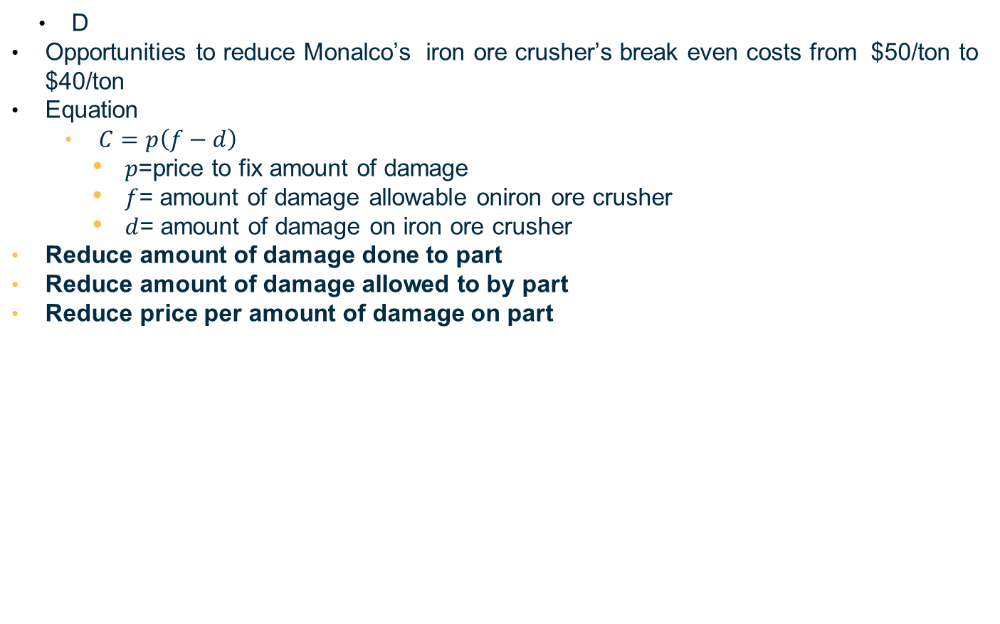 • D
• Opportunities to reduce Monalco’s iron ore crusher’s break even costs from $50/ton to
$40/ton
• Equation
• C = p(f − d)
• p=price to fix amount of damage
• f= amount of damage allowable oniron ore crusher
• d= amount of damage on iron ore crusher
• Reduce amount of damage done to part
• Reduce amount of damage allowed to by part
• Reduce price per amount of damage on part